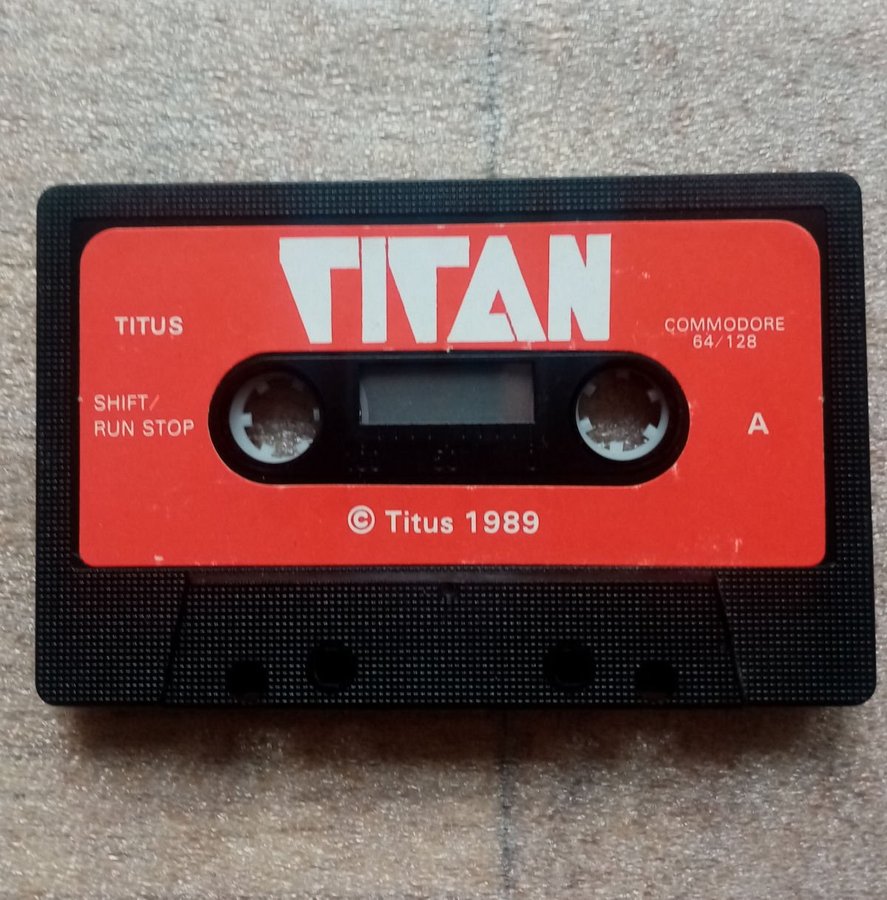 TITAN
TITUS
COMMODORE
64/128
SHIFT/
RUN STOP
A
© Titus 1989